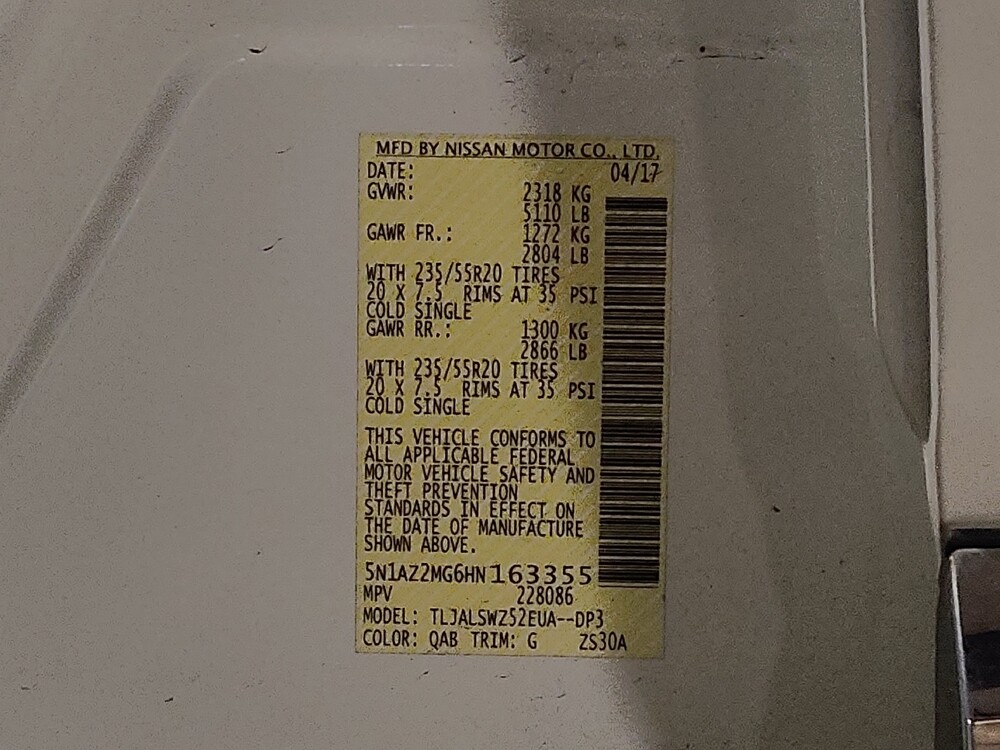 MFD BY NISSAN MOTOR CO., LTD.
DATE: 04/17
GVWR: 2318 KG
5110 LB
GAWR FR.: 1272 KG
2804 LB
WITH 235/55R20 TIRES
20 X 7.5 RIMS AT 35 PSI
COLD SINGLE
GAWR RR.: 1300 KG
2866 LB
WITH 235/55R20 TIRES
20 X 7.5 RIMS AT 35 PSI
COLD SINGLE
THIS VEHICLE CONFORMS TO
ALL APPLICABLE FEDERAL
MOTOR VEHICLE SAFETY AND
THEFT PREVENTION
STANDARDS IN EFFECT ON
THE DATE OF MANUFACTURE
SHOWN ABOVE.
5N1AZ2MG6HN163355
MPV 228086
MODEL: TLJALSWZ52EUA--DP3
COLOR: QAB TRIM: G ZS30A